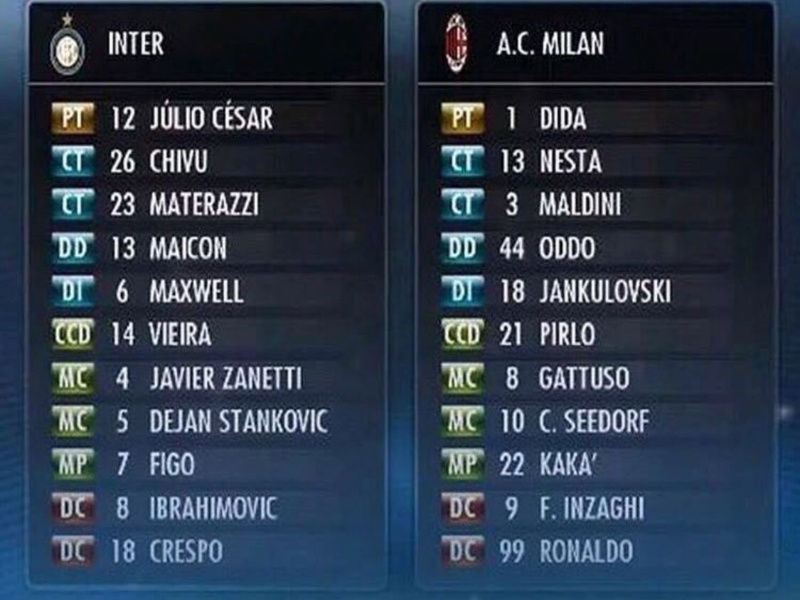 INTER
PT 12 JÚLIO CÉSAR
CT 26 CHIVU
CT 23 MATERAZZI
DD 13 MAICON
DI 6 MAXWELL
CCD 14 VIEIRA
MC 4 JAVIER ZANETTI
MC 5 DEJAN STANKOVIC
MP 7 FIGO
DC 8 IBRAHIMOVIC
DC 18 CRESPO
A.C. MILAN
PT 1 DIDA
CT 13 NESTA
CT 3 MALDINI
DD 44 ODDO
DI 18 JANKULOVSKI
CCD 21 PIRLO
MC 8 GATTUSO
MC 10 C. SEEDORF
MP 22 KAKA'
DC 9 F. INZAGHI
DC 99 RONALDO